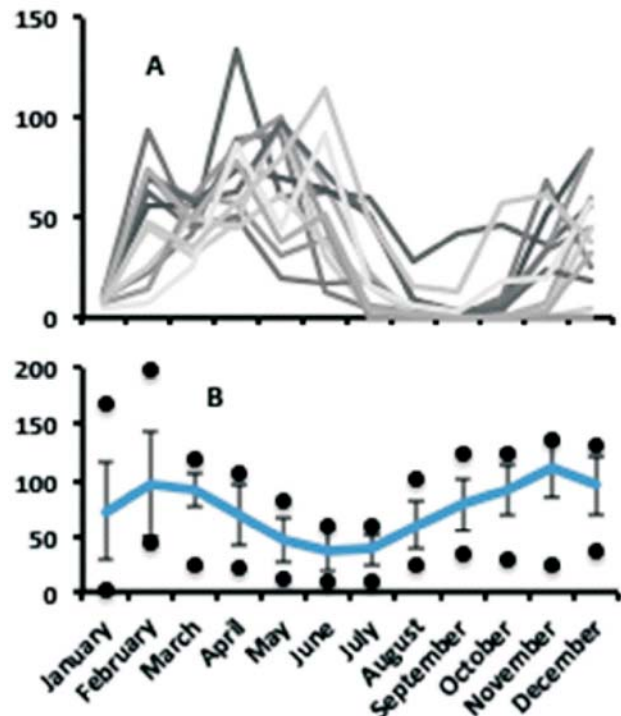 150
A
100
50
0
200
B
150
100
50
0
January
February
March
April
May
June
July
August
September
October
November
December